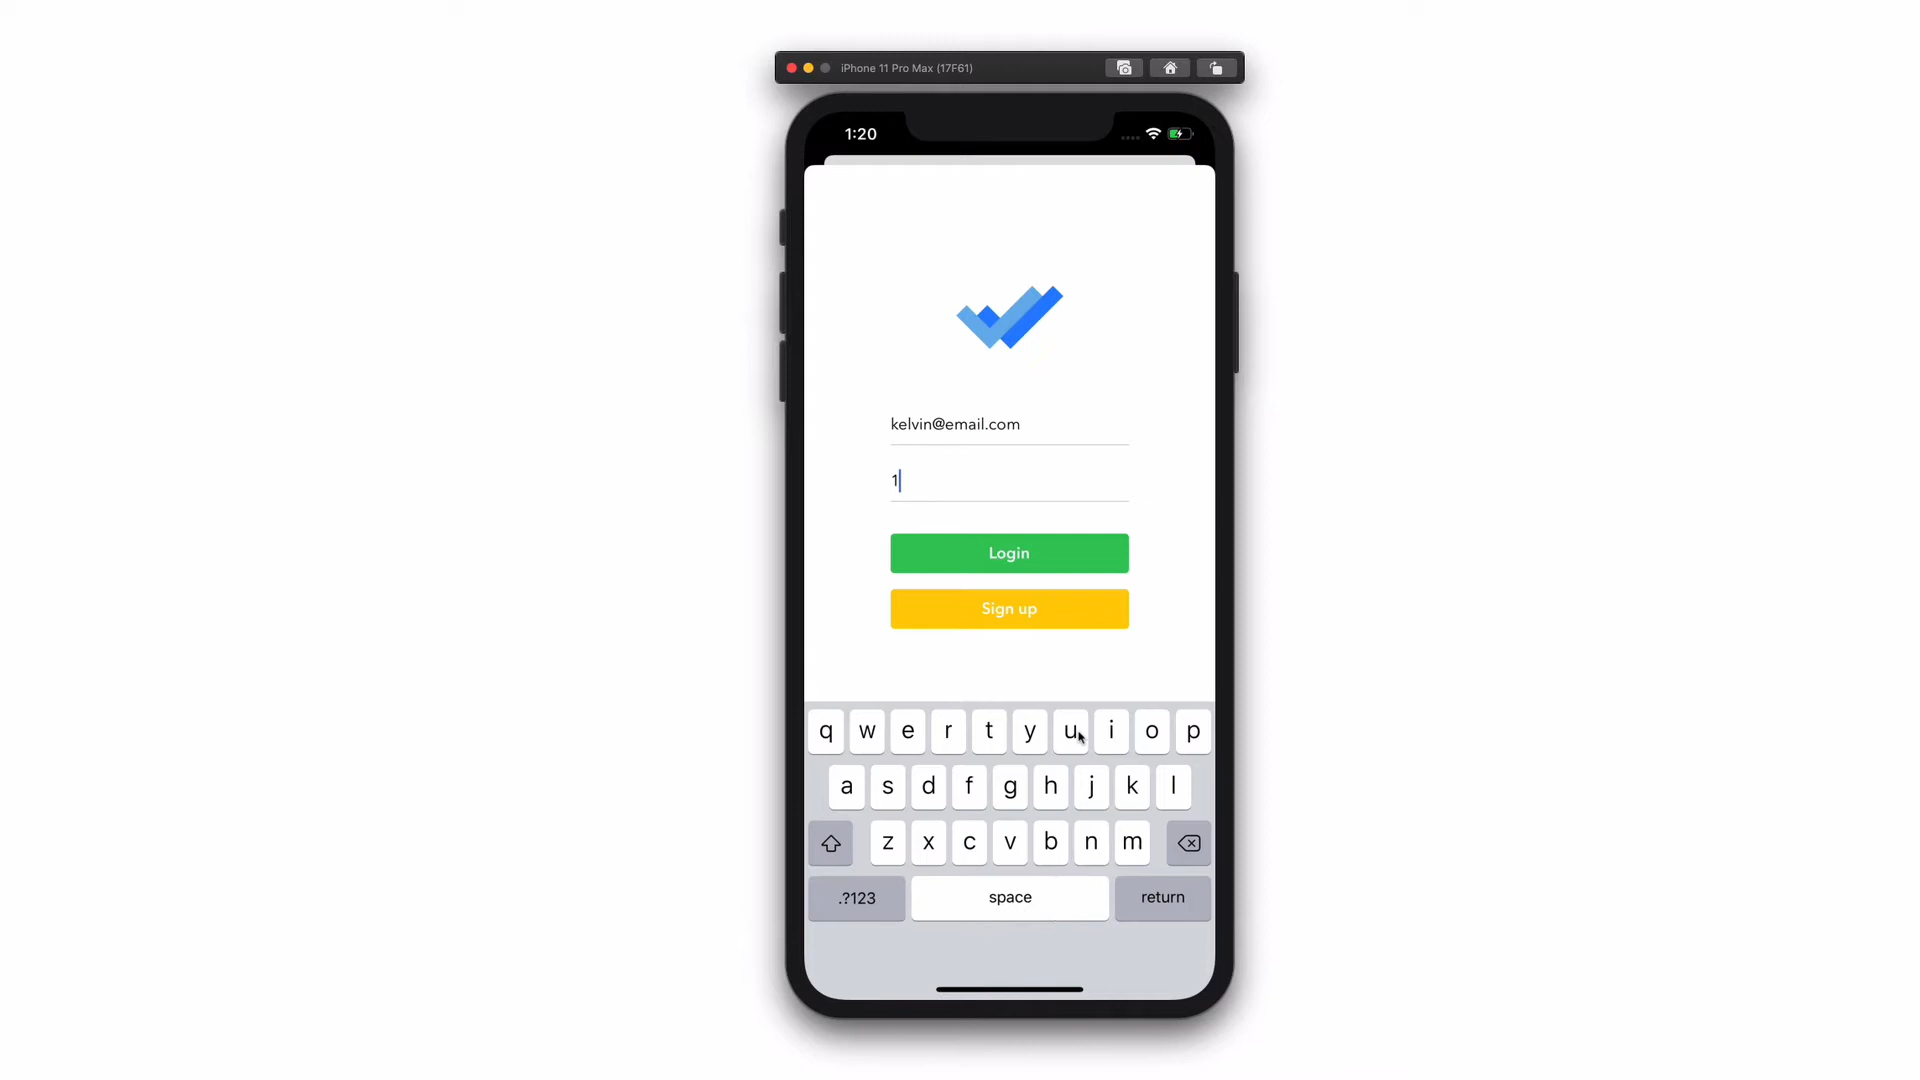 iPhone 11 Pro Max (17F61)
1:20
kelvin@email.com
1
Login
Sign up
q w e r t y u i o p
a s d f g h j k l
z x c v b n m
.?123 space return